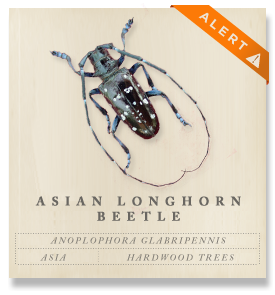 ALERT
ASIAN LONGHORN
BEETLE
ANOPLOPHORA GLABRIPENNIS
ASIA HARDWOOD TREES